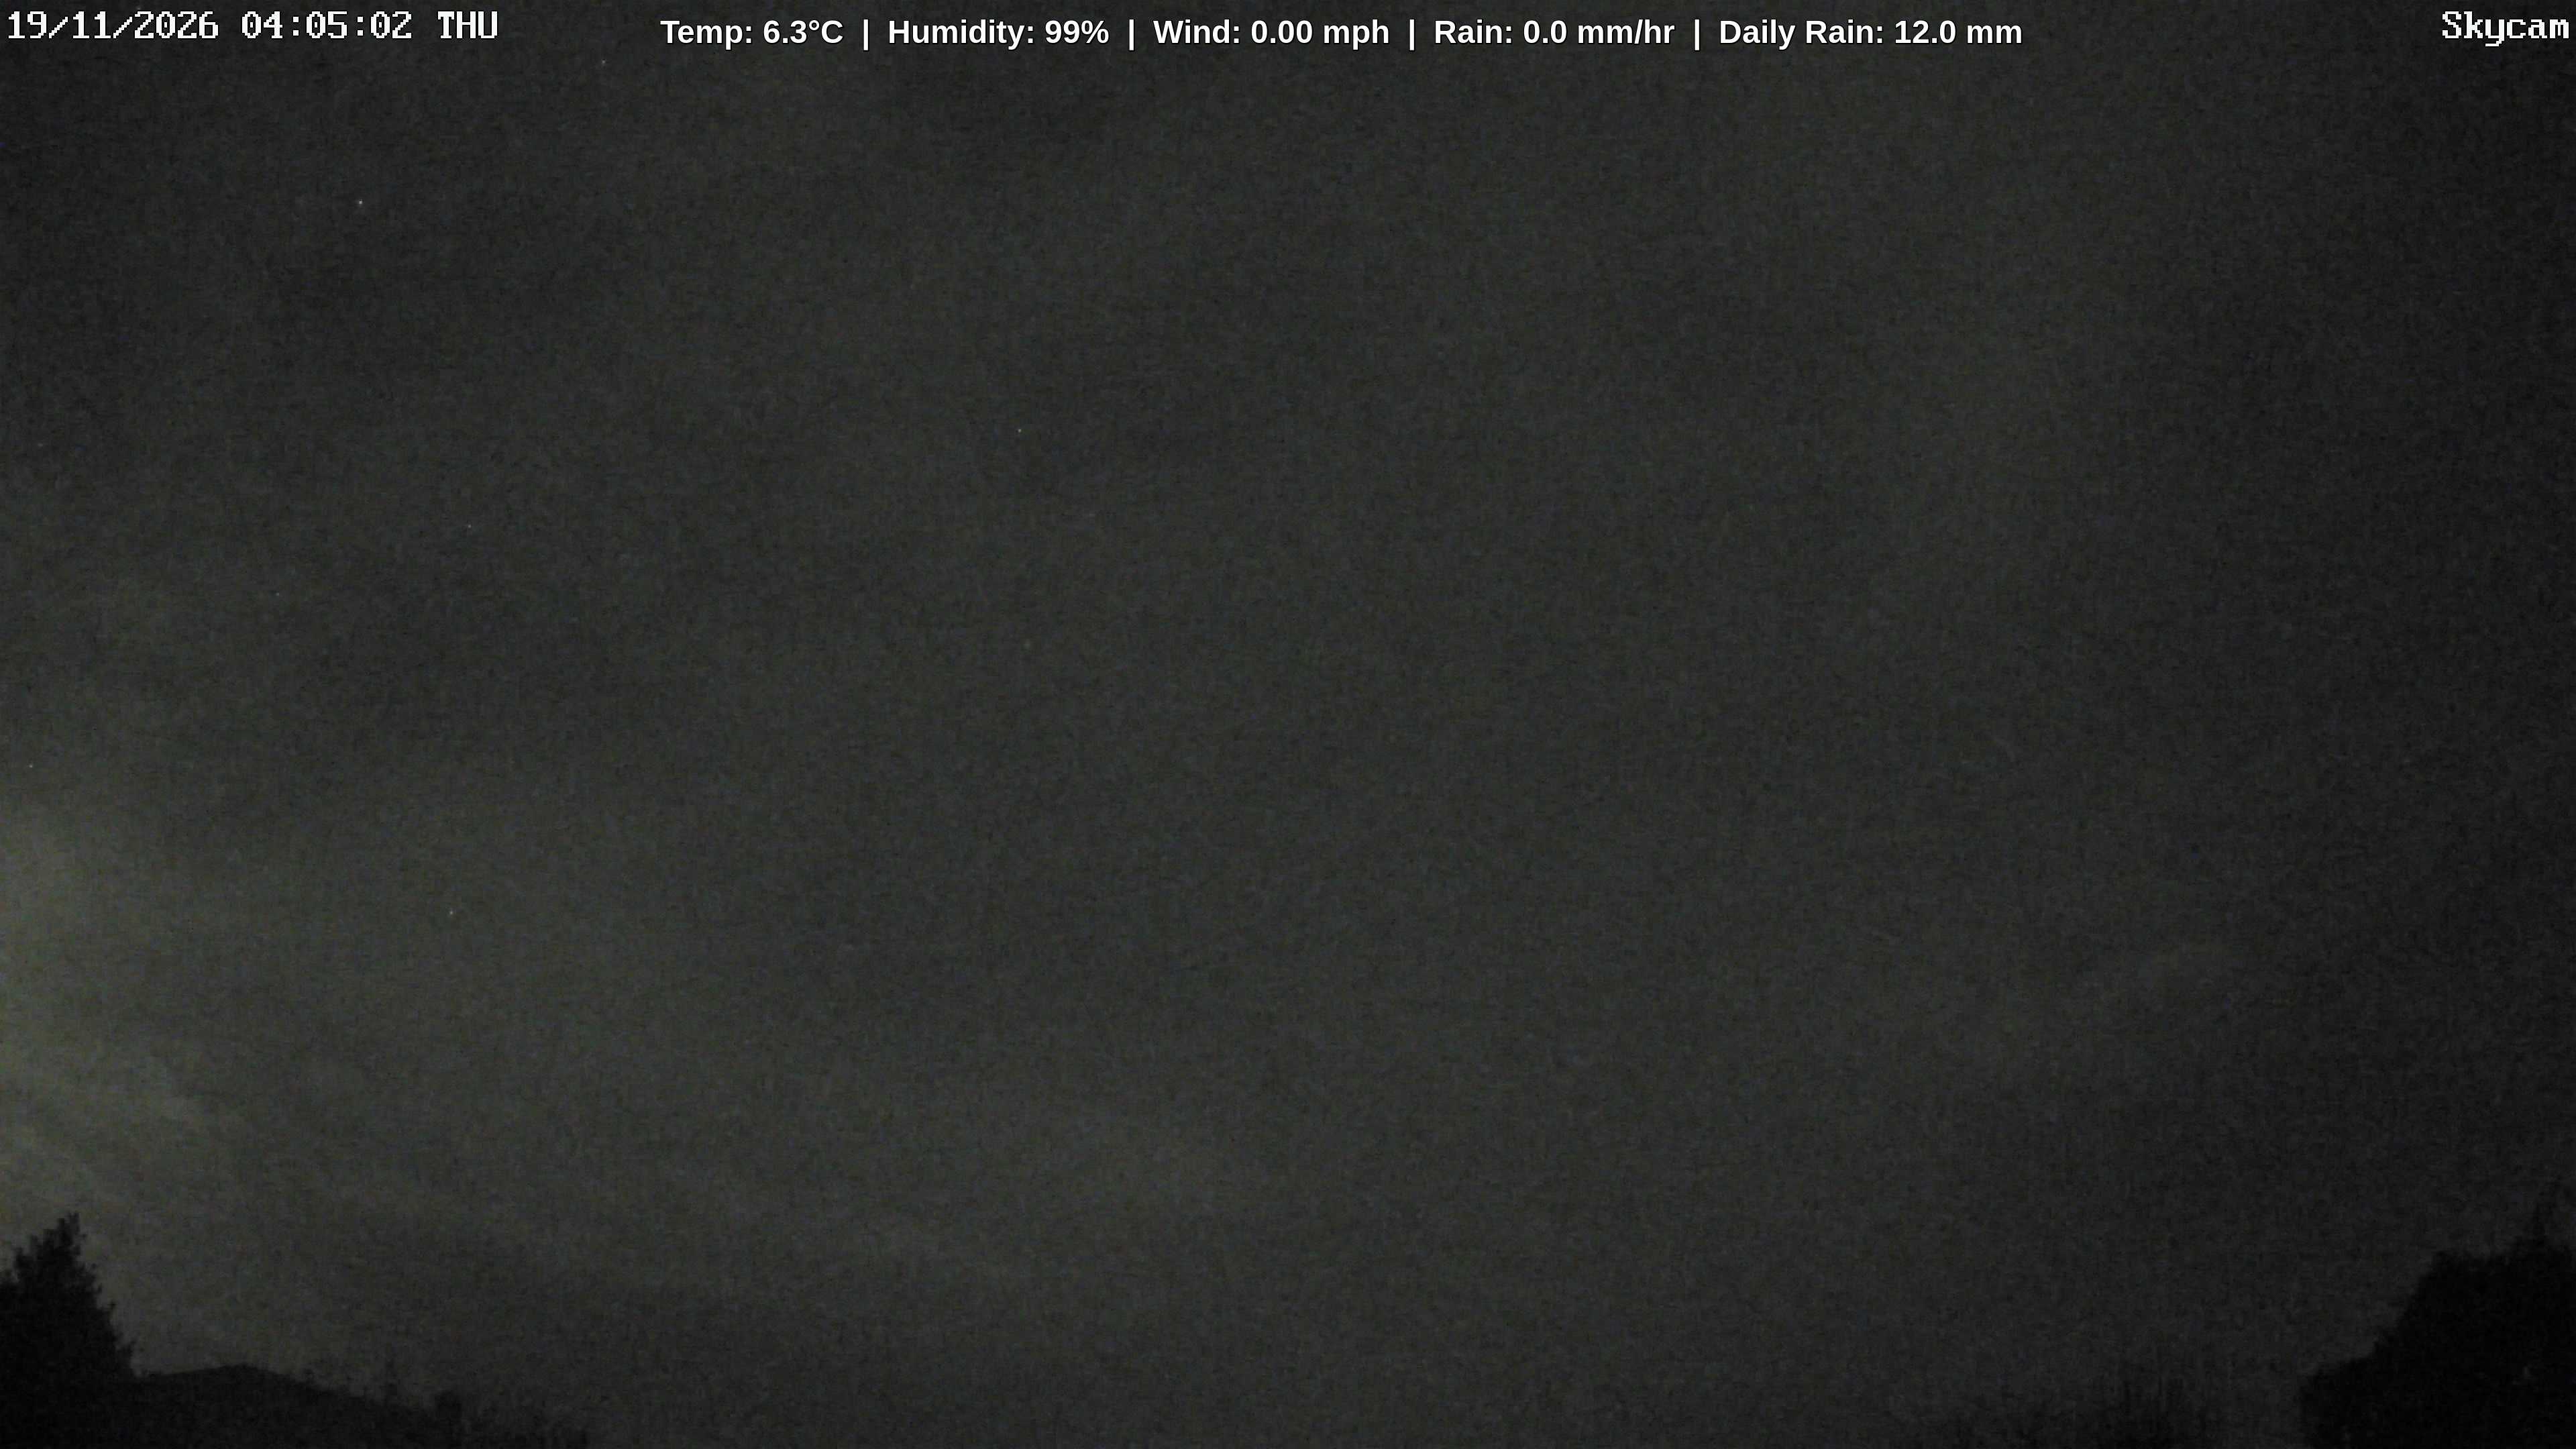 19/11/2026 04:05:02 THU
Temp: 6.3°C | Humidity: 99% | Wind: 0.00 mph | Rain: 0.0 mm/hr | Daily Rain: 12.0 mm
Skycam